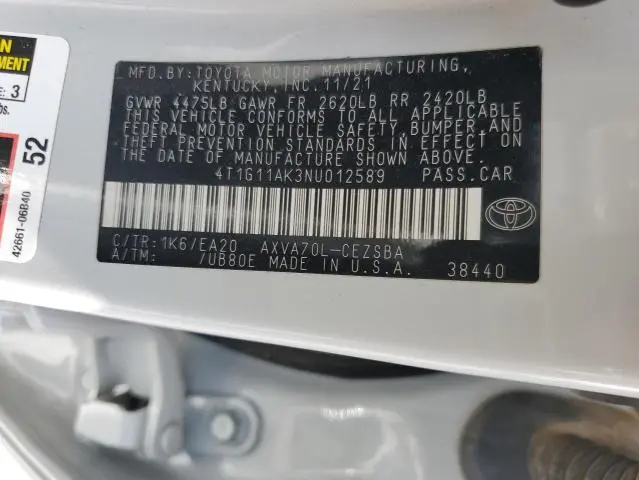 MFD.BY:TOYOTA MOTOR MANUFACTURING,
KENTUCKY, INC. 11/21
GVWR 4475LB GAWR FR 2620LB RR 2420LB
THIS VEHICLE CONFORMS TO ALL APPLICABLE
FEDERAL MOTOR VEHICLE SAFETY, BUMPER, AND
THEFT PREVENTION STANDARDS IN EFFECT ON
THE DATE OF MANUFACTURE SHOWN ABOVE.
4T1G11AK3NU012589 PASS.CAR
C/TR:1K6/EA20 AXVA70L-CEZSBA
A/TM: /UB80E MADE IN U.S.A. 38440
3
bs.
52
42661-06B40